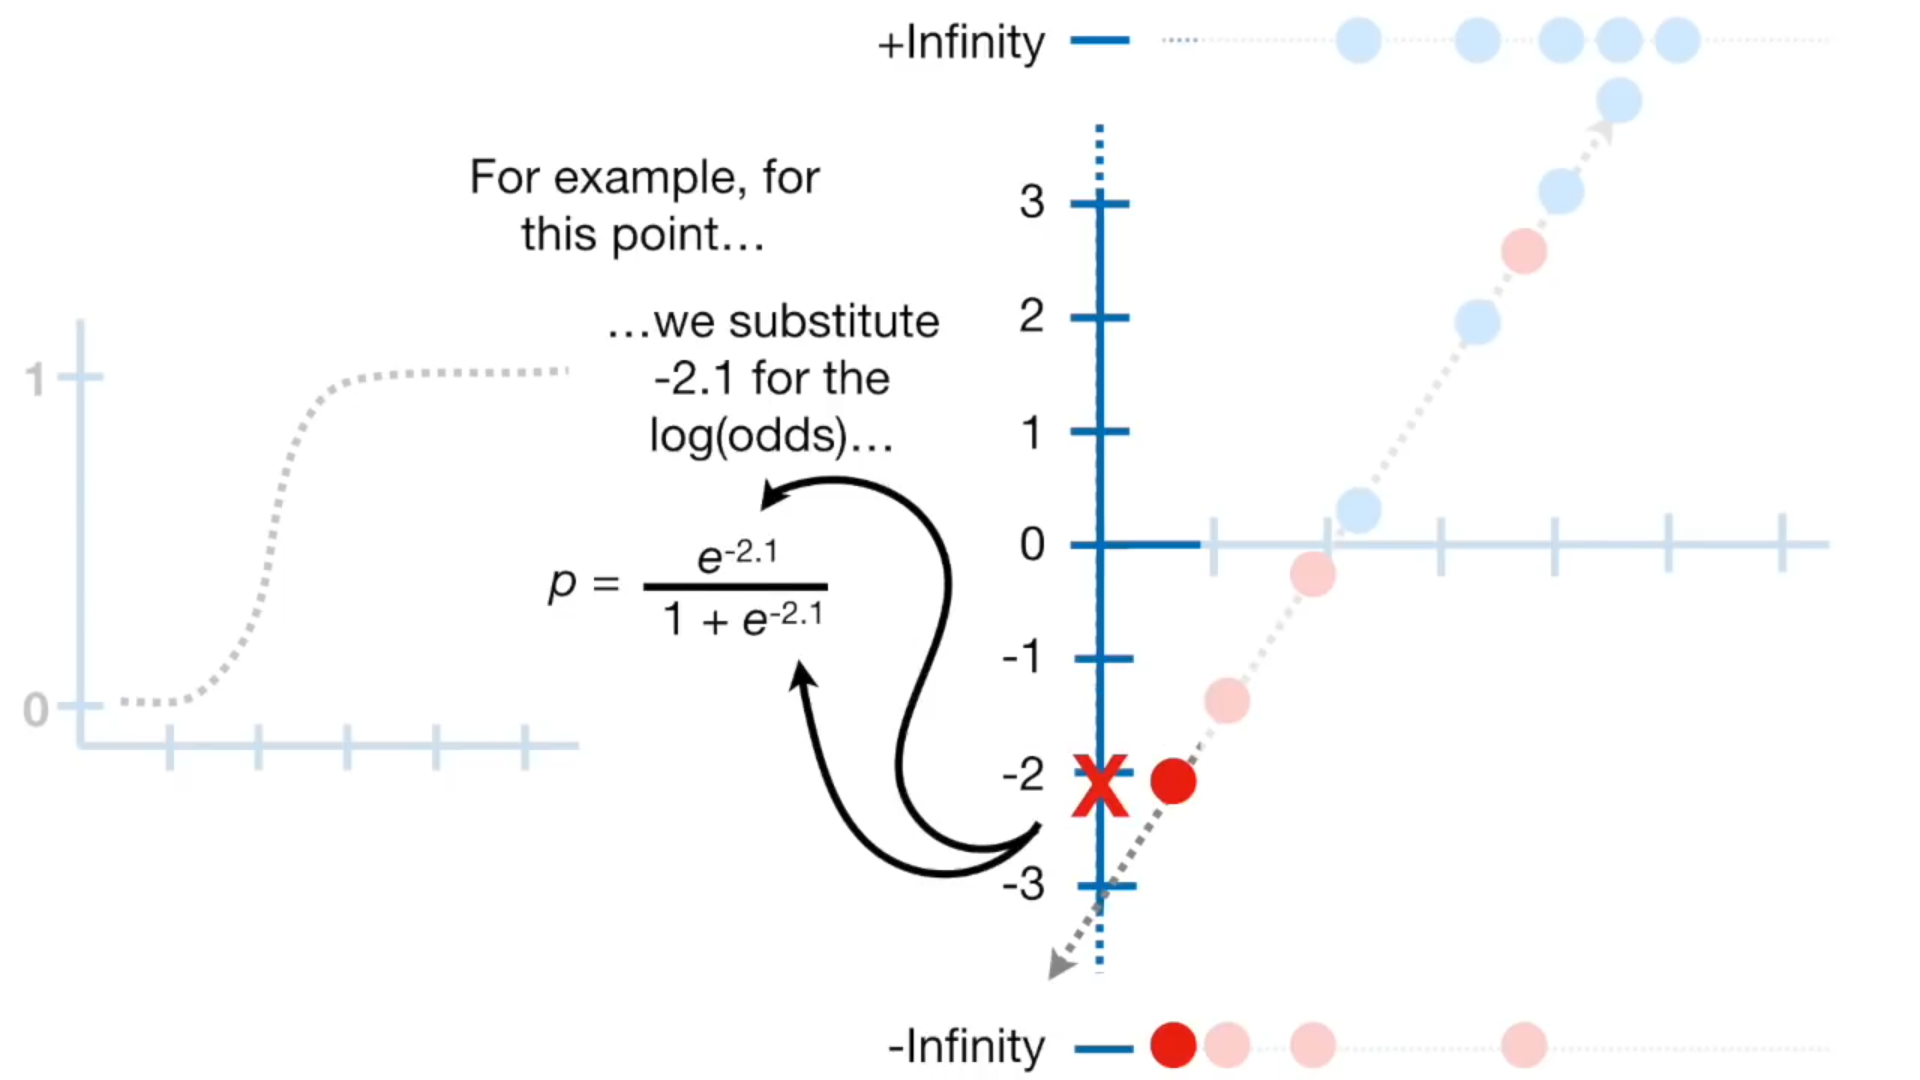 +Infinity
For example, for
this point...
...we substitute
-2.1 for the
log(odds)...
p = e^-2.1 / 1 + e^-2.1
1
0
3
2
1
0
-1
-2
X
-3
-Infinity